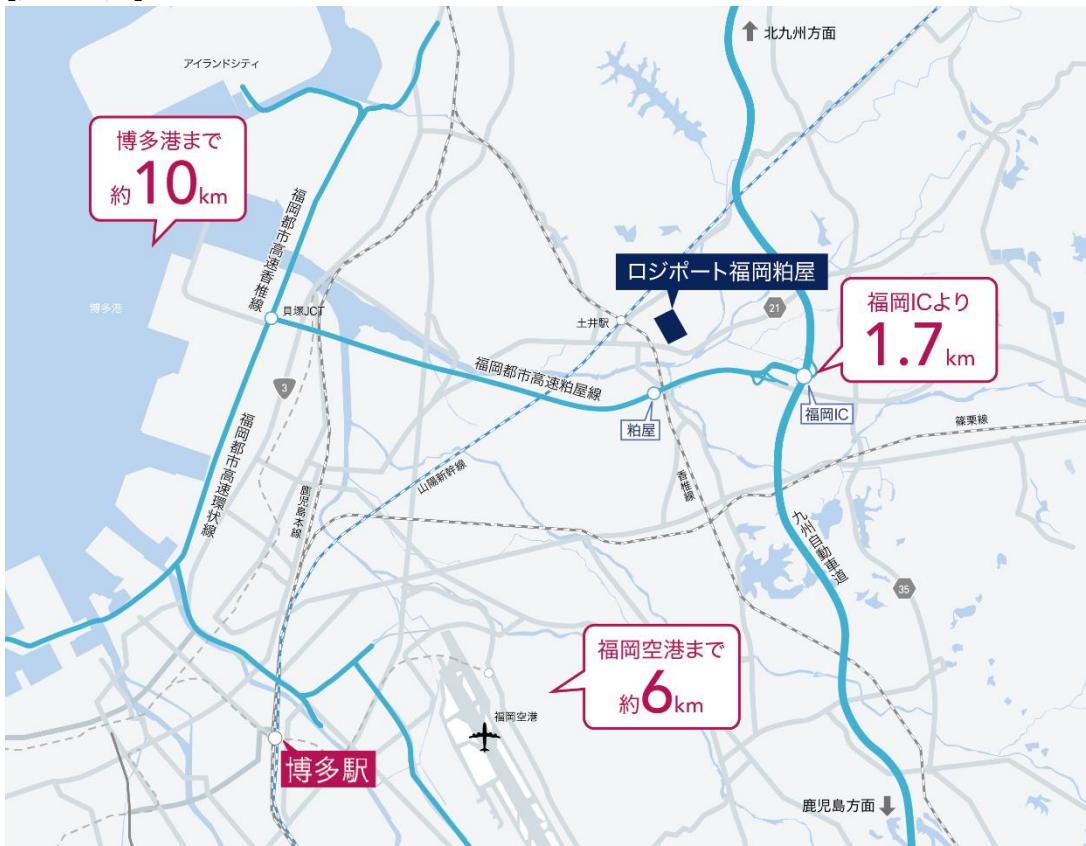 北九州方面
アイランドシティ
博多港まで
約10km
福岡都市高速香椎線
ロジポート福岡粕屋
福岡ICより
1.7km
博多港
貝塚JCT
土井駅
21
福岡都市高速粕屋線
3
粕屋
福岡IC
篠栗線
福岡都市高速環状線
山陽新幹線
鹿児島本線
香椎線
九州自動車道
35
福岡空港まで
約6km
福岡空港
博多駅
鹿児島方面